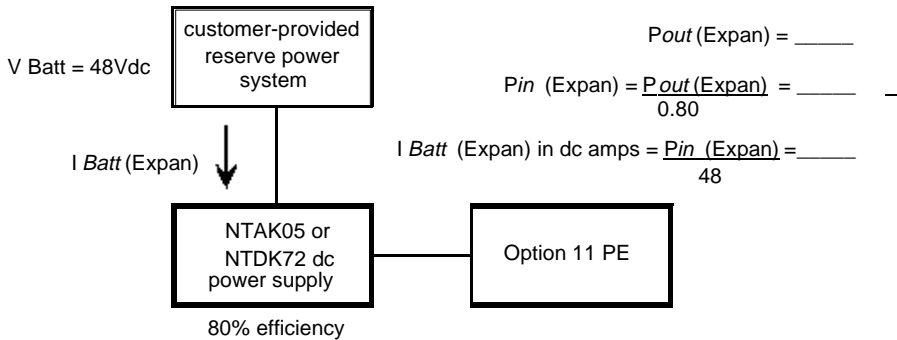 customer-provided
reserve power
system
V Batt = 48Vdc
Pout (Expan) = _____
Pin (Expan) = Pout (Expan) = _____
0.80
I Batt (Expan)
I Batt (Expan) in dc amps = Pin (Expan) = _____
48
NTAK05 or
NTDK72 dc
power supply
Option 11 PE
80% efficiency